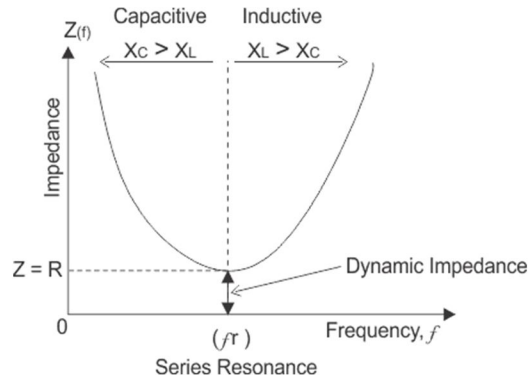 Capacitive
Inductive
Z(f)
XC > XL
XL > XC
Impedance
Z = R
Dynamic Impedance
0
(fr)
Frequency, f
Series Resonance